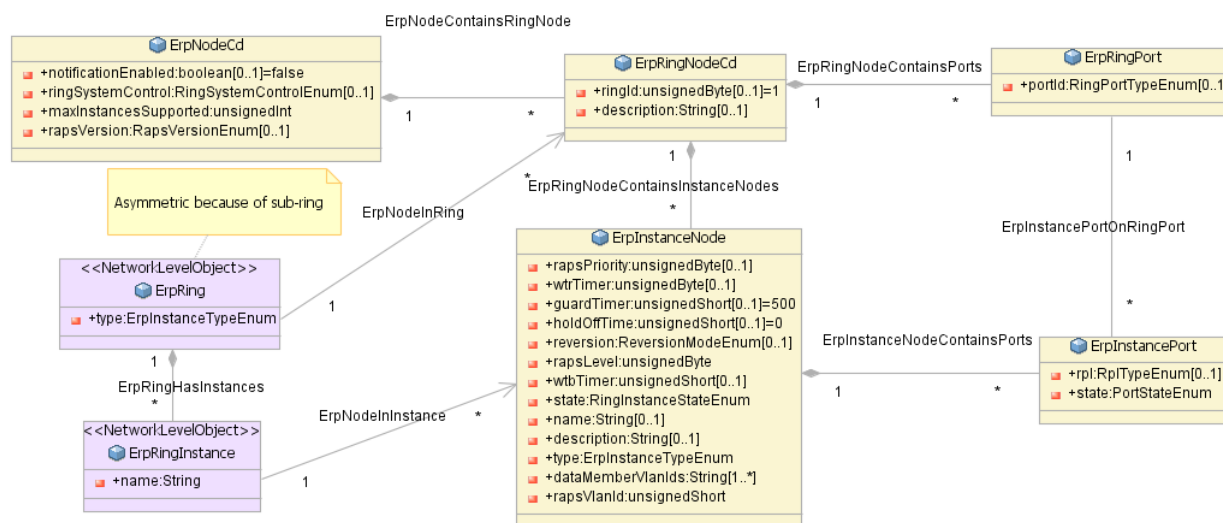 ErpNodeContainsRingNode
ErpNodeCd
+notificationEnabled:boolean[0..1]=false
+ringSystemControl:RingSystemControlEnum[0..1]
+maxInstancesSupported:unsignedInt
+rapsVersion:RapsVersionEnum[0..1]
1
*
ErpRingNodeCd
+ringId:unsignedByte[0..1]=1
+description:String[0..1]
ErpRingNodeContainsPorts
1
*
ErpRingPort
+portId:RingPortTypeEnum[0..1
Asymmetric because of sub-ring
ErpNodeInRing
*
1
1
ErpRingNodeContainsInstanceNodes
*
1
ErpInstancePortOnRingPort
*
<<NetworkLevelObject>>
ErpRing
+type:ErpInstanceTypeEnum
1
ErpRingHasInstances
*
<<NetworkLevelObject>>
ErpRingInstance
+name:String
ErpNodeInInstance
*
1
ErpInstanceNode
+rapsPriority:unsignedByte[0..1]
+wtrTimer:unsignedByte[0..1]
+guardTimer:unsignedShort[0..1]=500
+holdOffTime:unsignedShort[0..1]=0
+reversion:ReversionModeEnum[0..1]
+rapsLevel:unsignedByte
+wtbTimer:unsignedShort[0..1]
+state:RingInstanceStateEnum
+name:String[0..1]
+description:String[0..1]
+type:ErpInstanceTypeEnum
+dataMemberVlanIds:String[1..*]
+rapsVlanId:unsignedShort
ErpInstanceNodeContainsPorts
1
*
ErpInstancePort
+rpl:RplTypeEnum[0..1]
+state:PortStateEnum